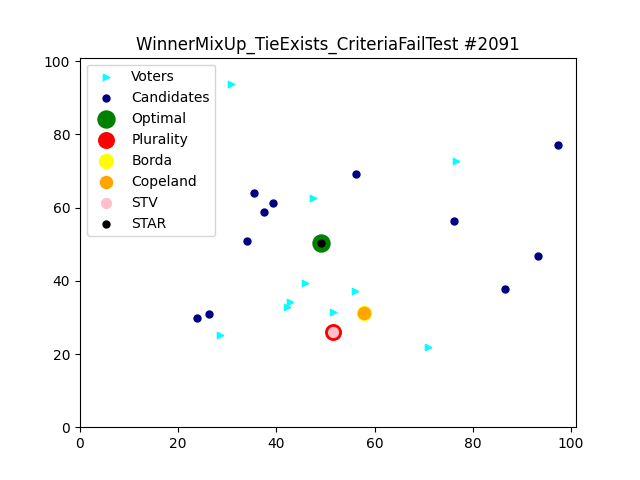 WinnerMixUp_TieExists_CriteriaFailTest #2091
100
80
60
40
20
0
Voters
Candidates
Optimal
Plurality
Borda
Copeland
STV
STAR
0 20 40 60 80 100